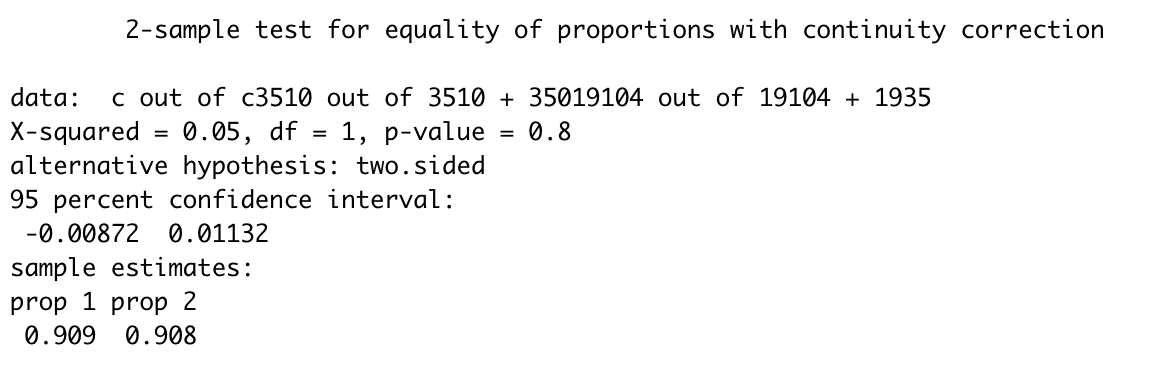 2-sample test for equality of proportions with continuity correction
data:  c out of c3510 out of 3510 + 35019104 out of 19104 + 1935
X-squared = 0.05, df = 1, p-value = 0.8
alternative hypothesis: two.sided
95 percent confidence interval:
-0.00872  0.01132
sample estimates:
prop 1 prop 2
0.909  0.908